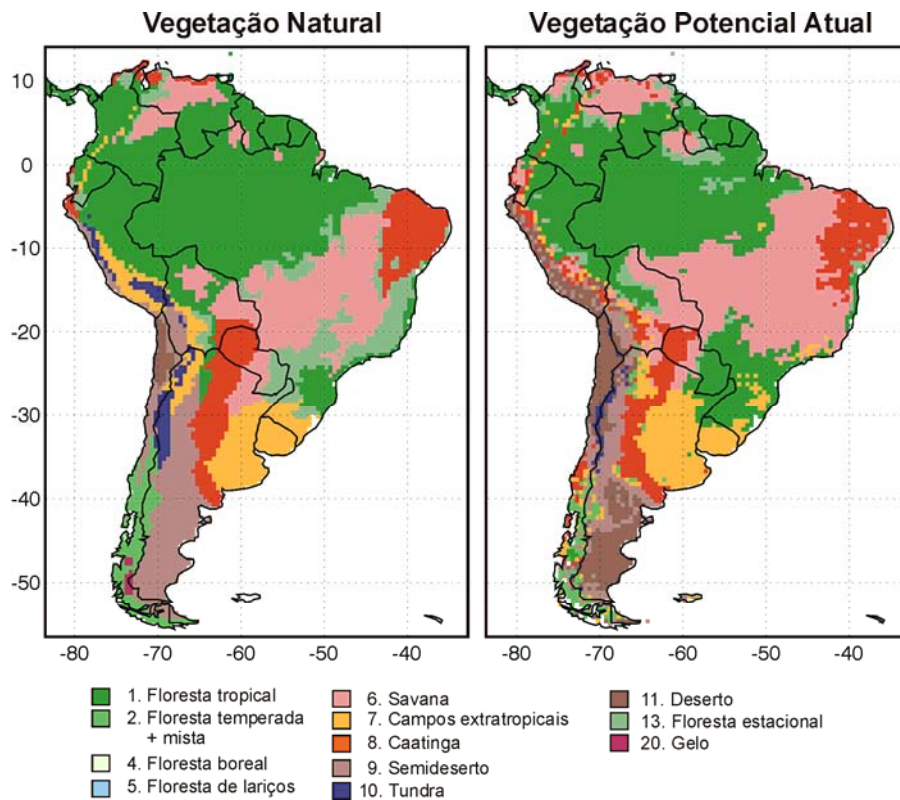 Vegetação Natural
Vegetação Potencial Atual
10
0
-10
-20
-30
-40
-50
-80 -70 -60 -50 -40
-80 -70 -60 -50 -40
1. Floresta tropical
2. Floresta temperada
+ mista
4. Floresta boreal
5. Floresta de lariços
6. Savana
7. Campos extratropicais
8. Caatinga
9. Semideserto
10. Tundra
11. Deserto
13. Floresta estacional
20. Gelo